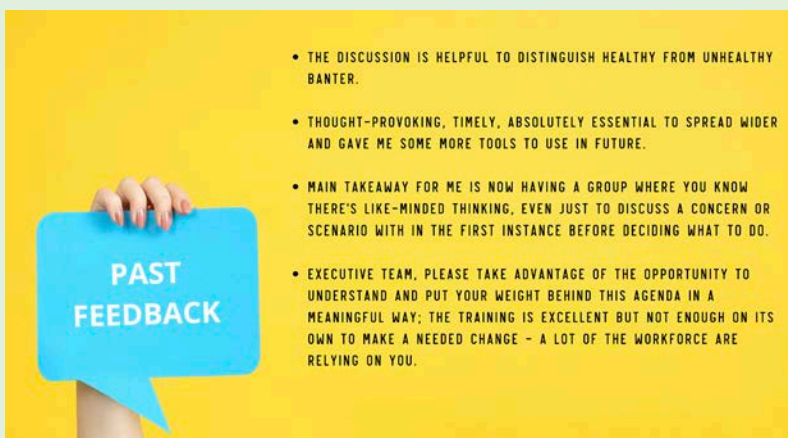 PAST
FEEDBACK
• THE DISCUSSION IS HELPFUL TO DISTINGUISH HEALTHY FROM UNHEALTHY
BANTER.
• THOUGHT-PROVOKING, TIMELY, ABSOLUTELY ESSENTIAL TO SPREAD WIDER
AND GAVE ME SOME MORE TOOLS TO USE IN FUTURE.
• MAIN TAKEAWAY FOR ME IS NOW HAVING A GROUP WHERE YOU KNOW
THERE'S LIKE-MINDED THINKING, EVEN JUST TO DISCUSS A CONCERN OR
SCENARIO WITH IN THE FIRST INSTANCE BEFORE DECIDING WHAT TO DO.
• EXECUTIVE TEAM, PLEASE TAKE ADVANTAGE OF THE OPPORTUNITY TO
UNDERSTAND AND PUT YOUR WEIGHT BEHIND THIS AGENDA IN A
MEANINGFUL WAY; THE TRAINING IS EXCELLENT BUT NOT ENOUGH ON ITS
OWN TO MAKE A NEEDED CHANGE - A LOT OF THE WORKFORCE ARE
RELYING ON YOU.